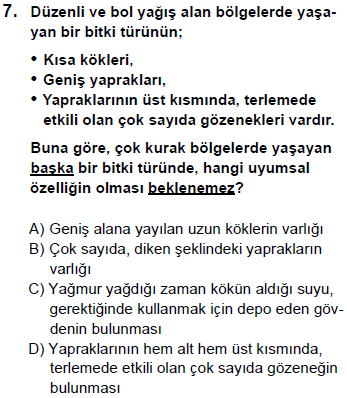 7. Düzenli ve bol yağış alan bölgelerde yaşa-
yan bir bitki türünün;
• Kısa kökleri,
• Geniş yaprakları,
• Yapraklarının üst kısmında, terlemede
etkili olan çok sayıda gözenekleri vardır.
Buna göre, çok kurak bölgelerde yaşayan
başka bir bitki türünde, hangi uyumsal
özelliğin olması beklenemez?
A) Geniş alana yayılan uzun köklerin varlığı
B) Çok sayıda, diken şeklindeki yaprakların
varlığı
C) Yağmur yağdığı zaman kökün aldığı suyu,
gerektiğinde kullanmak için depo eden göv-
denin bulunması
D) Yapraklarının hem alt hem üst kısmında,
terlemede etkili olan çok sayıda gözeneğin
bulunması